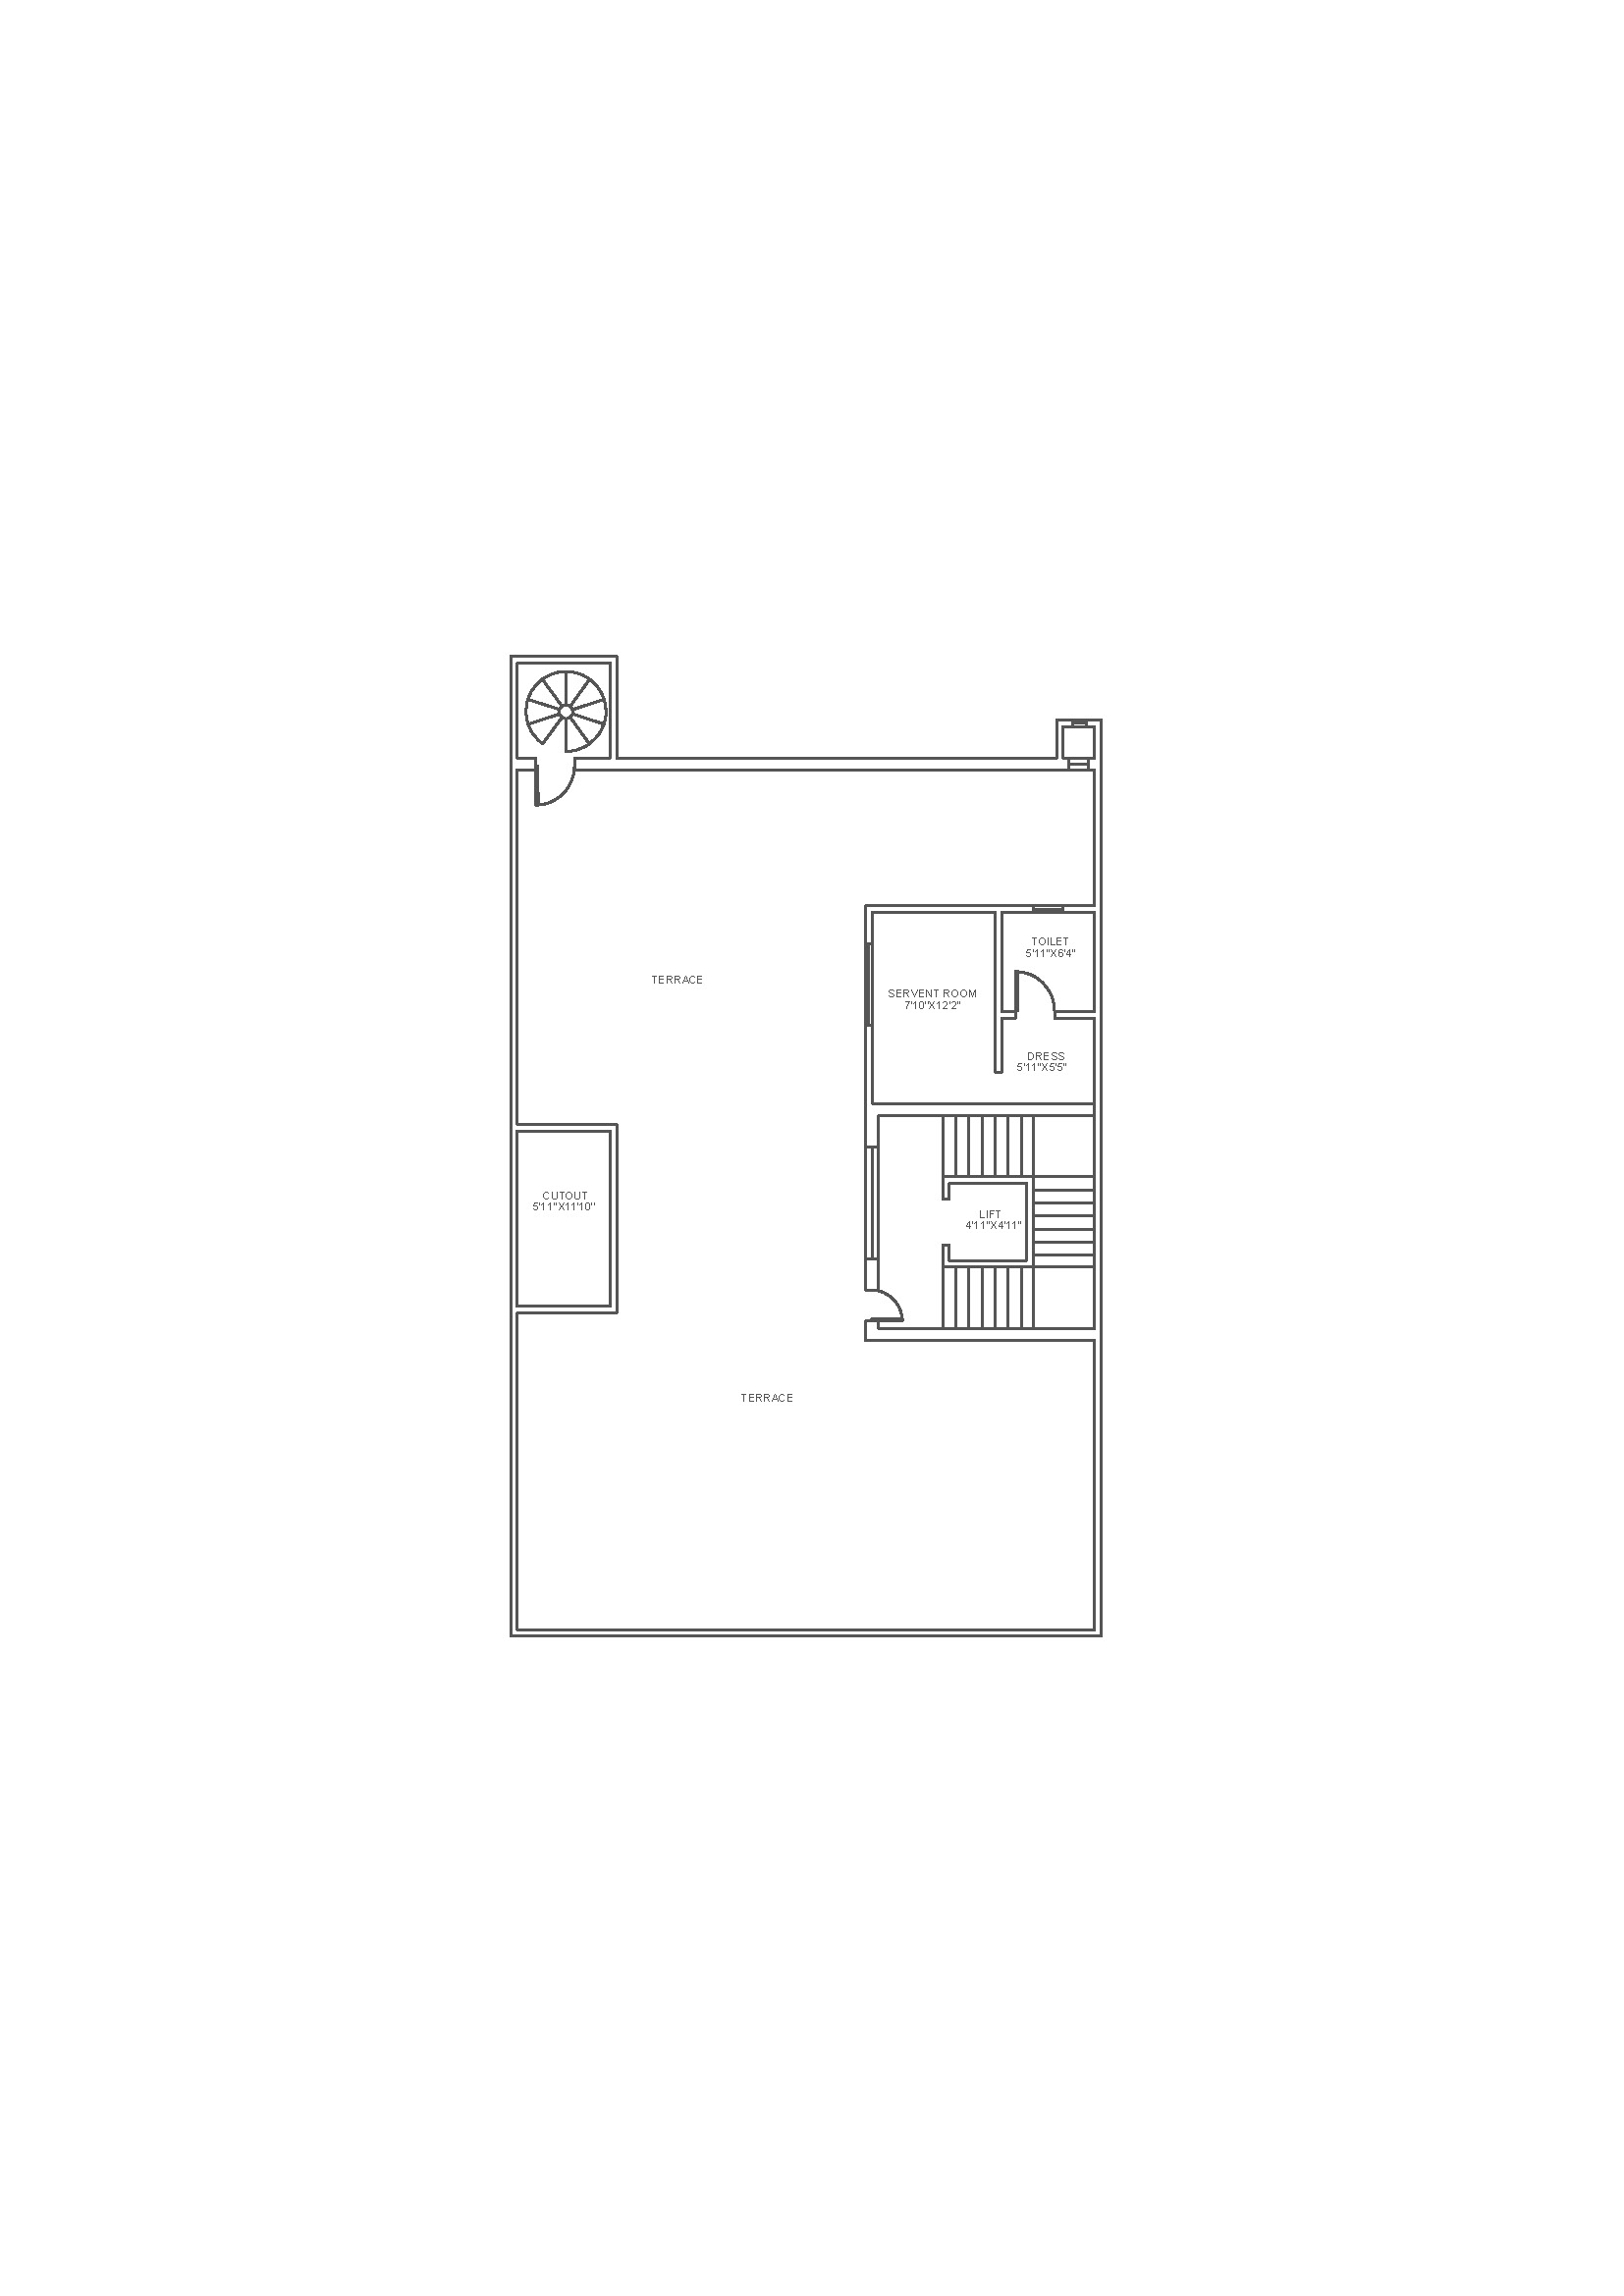 TOILET
5'11"X6'4"
TERRACE
SERVENT ROOM
7'10"X12'2"
DRESS
5'11"X5'5"
CUTOUT
5'11"X11'10"
LIFT
4'11"X4'11"
TERRACE